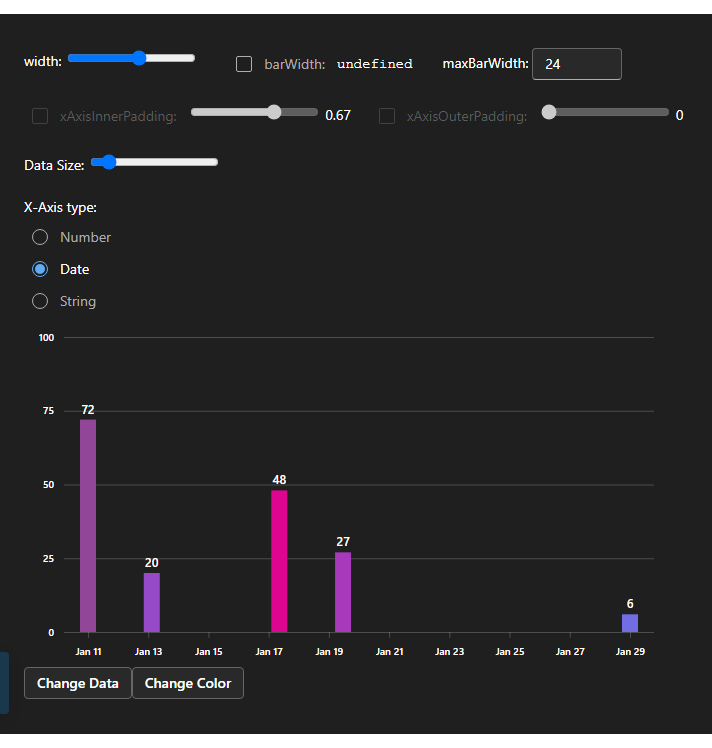 width: barWidth: undefined maxBarWidth: 24
xAxisInnerPadding: 0.67 xAxisOuterPadding: 0
Data Size:
X-Axis type:
Number
Date
String
100
75
50
25
0
72
20
48
27
6
Jan 11 Jan 13 Jan 15 Jan 17 Jan 19 Jan 21 Jan 23 Jan 25 Jan 27 Jan 29
Change Data Change Color